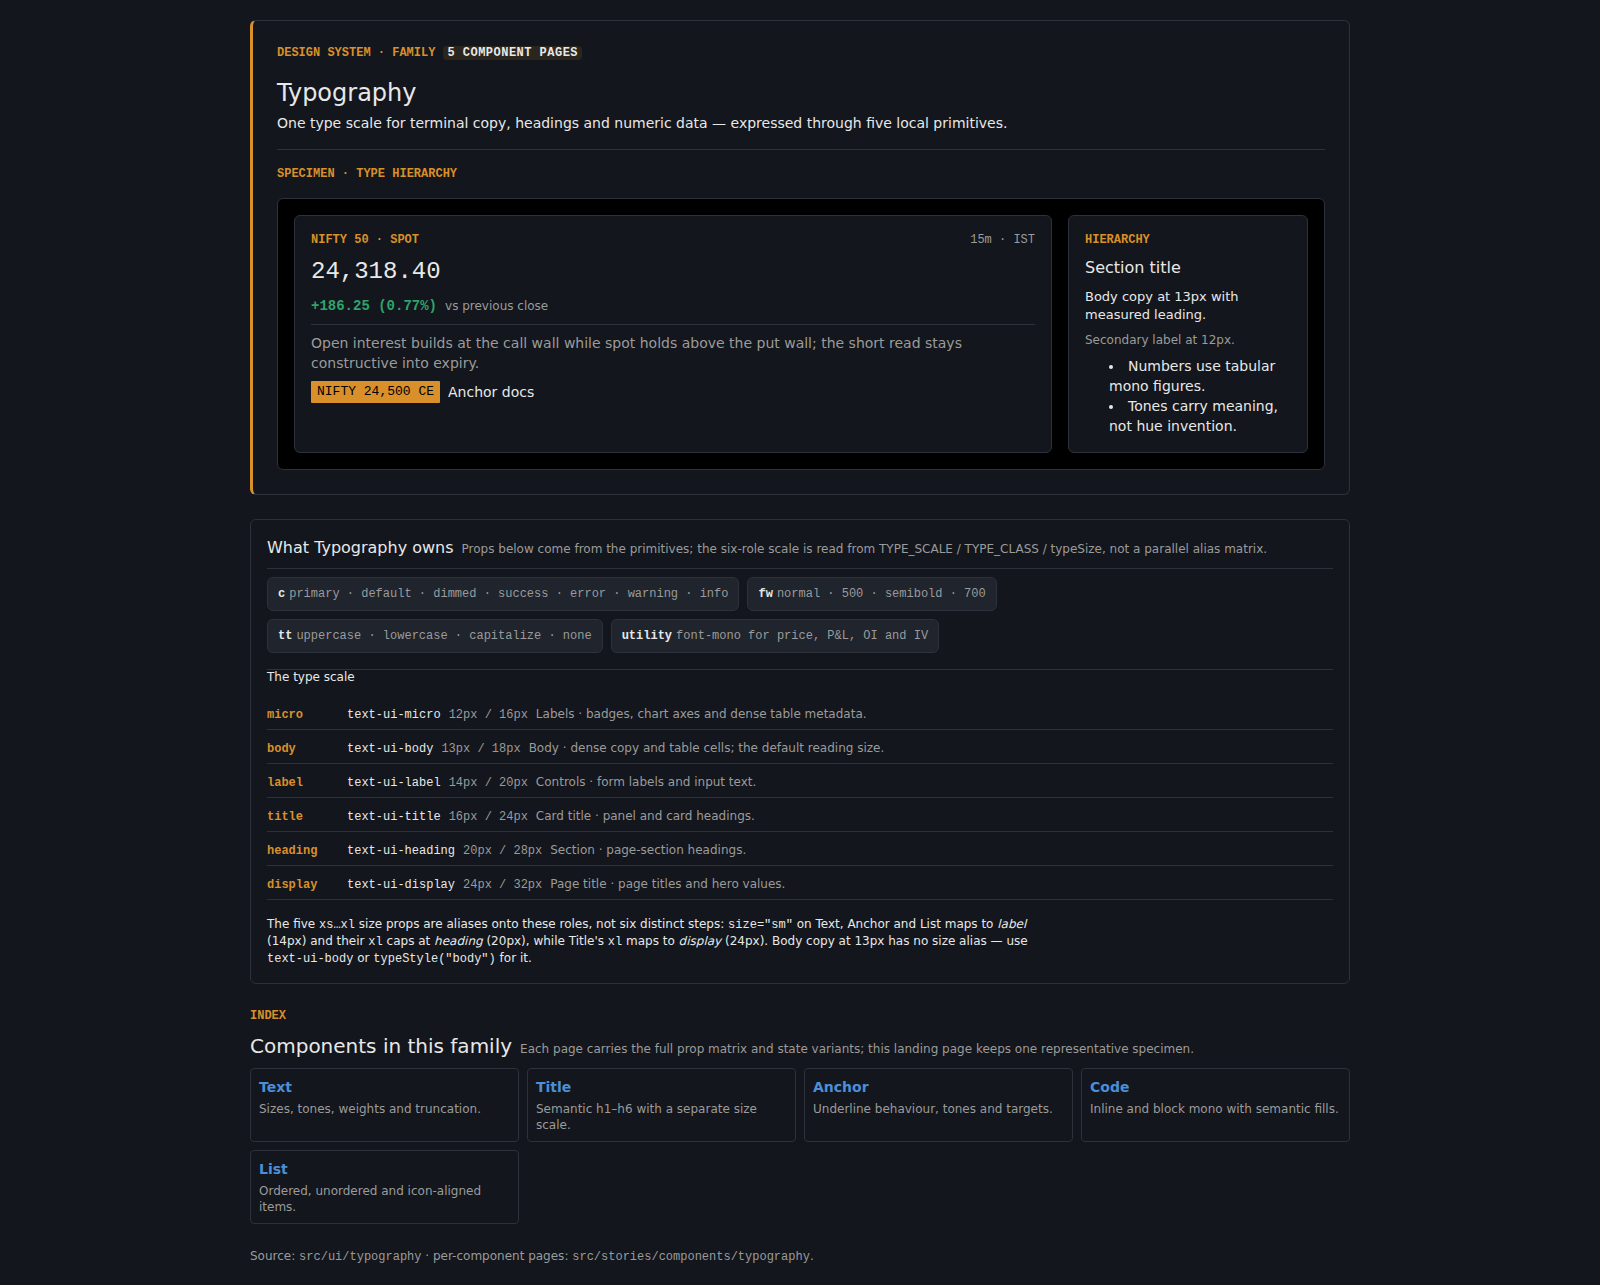 DESIGN SYSTEM · FAMILY 5 COMPONENT PAGES
Typography
One type scale for terminal copy, headings and numeric data — expressed through five local primitives.
SPECIMEN · TYPE HIERARCHY
NIFTY 50 · SPOT
15m · IST
24,318.40
+186.25 (0.77%) vs previous close
Open interest builds at the call wall while spot holds above the put wall; the short read stays
constructive into expiry.
NIFTY 24,500 CE Anchor docs
HIERARCHY
Section title
Body copy at 13px with
measured leading.
Secondary label at 12px.
• Numbers use tabular
mono figures.
• Tones carry meaning,
not hue invention.
What Typography owns Props below come from the primitives; the six-role scale is read from TYPE_SCALE / TYPE_CLASS / typeSize, not a parallel alias matrix.
c primary · default · dimmed · success · error · warning · info
fw normal · 500 · semibold · 700
tt uppercase · lowercase · capitalize · none
utility font-mono for price, P&L, OI and IV
The type scale
micro text-ui-micro 12px / 16px Labels · badges, chart axes and dense table metadata.
body text-ui-body 13px / 18px Body · dense copy and table cells; the default reading size.
label text-ui-label 14px / 20px Controls · form labels and input text.
title text-ui-title 16px / 24px Card title · panel and card headings.
heading text-ui-heading 20px / 28px Section · page-section headings.
display text-ui-display 24px / 32px Page title · page titles and hero values.
The five xs…xl size props are aliases onto these roles, not six distinct steps: size="sm" on Text, Anchor and List maps to label
(14px) and their xl caps at heading (20px), while Title's xl maps to display (24px). Body copy at 13px has no size alias — use
text-ui-body or typeStyle("body") for it.
INDEX
Components in this family Each page carries the full prop matrix and state variants; this landing page keeps one representative specimen.
Text
Sizes, tones, weights and truncation.
Title
Semantic h1–h6 with a separate size
scale.
Anchor
Underline behaviour, tones and targets.
Code
Inline and block mono with semantic fills.
List
Ordered, unordered and icon-aligned
items.
Source: src/ui/typography · per-component pages: src/stories/components/typography.